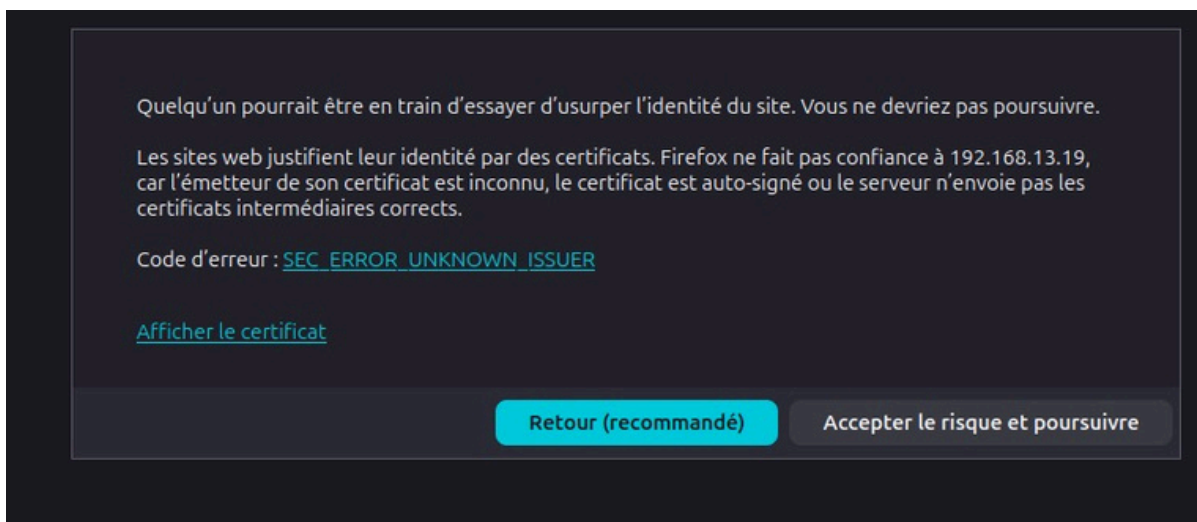 Quelqu’un pourrait être en train d’essayer d’usurper l’identité du site. Vous ne devriez pas poursuivre.
Les sites web justifient leur identité par des certificats. Firefox ne fait pas confiance à 192.168.13.19,
car l’émetteur de son certificat est inconnu, le certificat est auto-signé ou le serveur n’envoie pas les
certificats intermédiaires corrects.
Code d’erreur : SEC_ERROR_UNKNOWN_ISSUER
Afficher le certificat
Retour (recommandé)
Accepter le risque et poursuivre